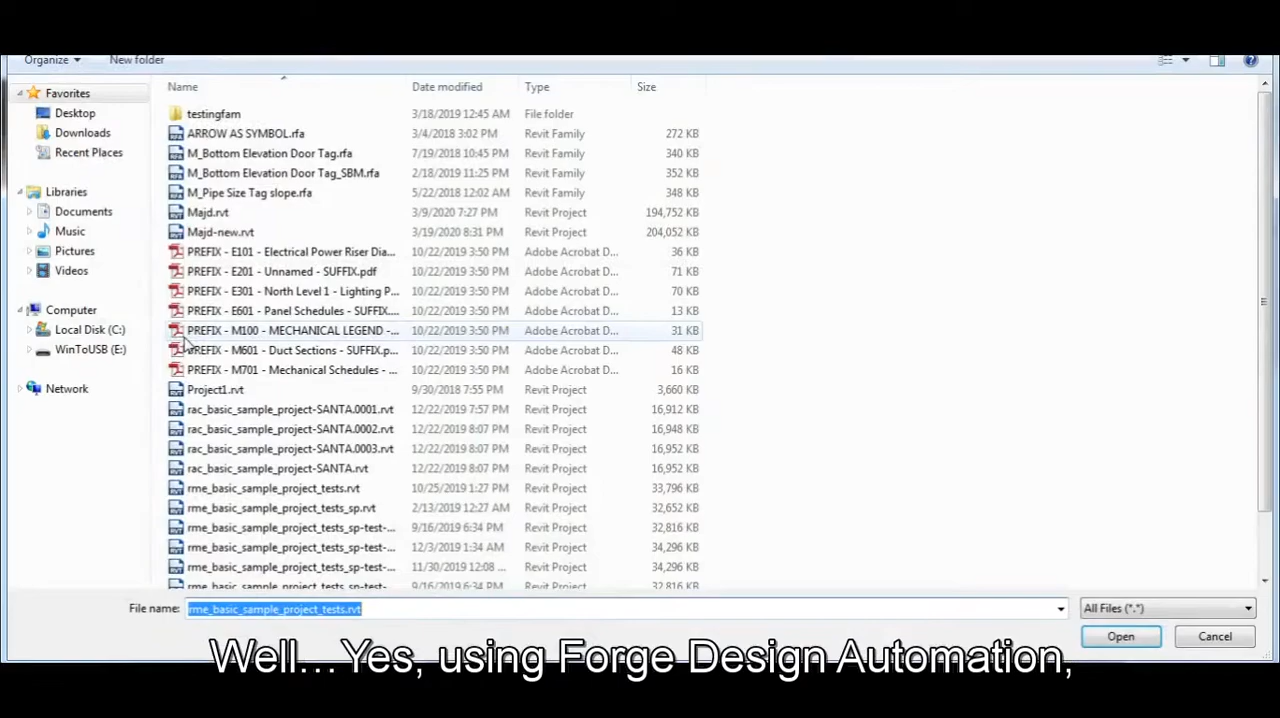 Organize New folder
Name Date modified Type Size
Favorites
Desktop
Downloads
Recent Places
Libraries
Documents
Music
Pictures
Videos
Computer
Local Disk (C:)
WinToUSB (E:)
Network
testingfam 3/18/2019 12:45 AM File folder
ARROW AS SYMBOL.rfa 3/4/2018 3:02 PM Revit Family 272 KB
M_Bottom Elevation Door Tag.rfa 7/19/2018 10:45 PM Revit Family 340 KB
M_Bottom Elevation Door Tag_SBM.rfa 2/18/2019 11:25 PM Revit Family 352 KB
M_Pipe Size Tag slope.rfa 5/22/2018 12:02 AM Revit Family 348 KB
Majd.rvt 3/9/2020 7:27 PM Revit Project 194,752 KB
Majd-new.rvt 3/19/2020 8:31 PM Revit Project 204,052 KB
PREFIX - E101 - Electrical Power Riser Dia... 10/22/2019 3:50 PM Adobe Acrobat D... 36 KB
PREFIX - E201 - Unnamed - SUFFIX.pdf 10/22/2019 3:50 PM Adobe Acrobat D... 71 KB
PREFIX - E301 - North Level 1 - Lighting P... 10/22/2019 3:50 PM Adobe Acrobat D... 70 KB
PREFIX - E601 - Panel Schedules - SUFFIX.... 10/22/2019 3:50 PM Adobe Acrobat D... 13 KB
PREFIX - M100 - MECHANICAL LEGEND -... 10/22/2019 3:50 PM Adobe Acrobat D... 31 KB
PREFIX - M601 - Duct Sections - SUFFIX.p... 10/22/2019 3:50 PM Adobe Acrobat D... 48 KB
PREFIX - M701 - Mechanical Schedules - ... 10/22/2019 3:50 PM Adobe Acrobat D... 16 KB
Project1.rvt 9/30/2018 7:55 PM Revit Project 3,660 KB
rac_basic_sample_project-SANTA.0001.rvt 12/22/2019 7:57 PM Revit Project 16,912 KB
rac_basic_sample_project-SANTA.0002.rvt 12/22/2019 8:07 PM Revit Project 16,948 KB
rac_basic_sample_project-SANTA.0003.rvt 12/22/2019 8:07 PM Revit Project 16,952 KB
rac_basic_sample_project-SANTA.rvt 12/22/2019 8:07 PM Revit Project 16,952 KB
rme_basic_sample_project_tests.rvt 10/25/2019 1:27 PM Revit Project 33,796 KB
rme_basic_sample_project_tests_sp.rvt 2/13/2019 12:27 AM Revit Project 32,652 KB
rme_basic_sample_project_tests_sp-test-... 9/16/2019 6:34 PM Revit Project 32,816 KB
rme_basic_sample_project_tests_sp-test-... 12/3/2019 1:34 AM Revit Project 34,296 KB
rme_basic_sample_project_tests_sp-test-... 11/30/2019 12:08 ... Revit Project 34,296 KB
rme_basic_sample_project_tests_sp-test-... 9/16/2019 6:34 PM Revit Project 32,816 KB
File name: rme_basic_sample_project_tests.rvt All Files (*.*)
Open Cancel
Well...Yes, using Forge Design Automation,